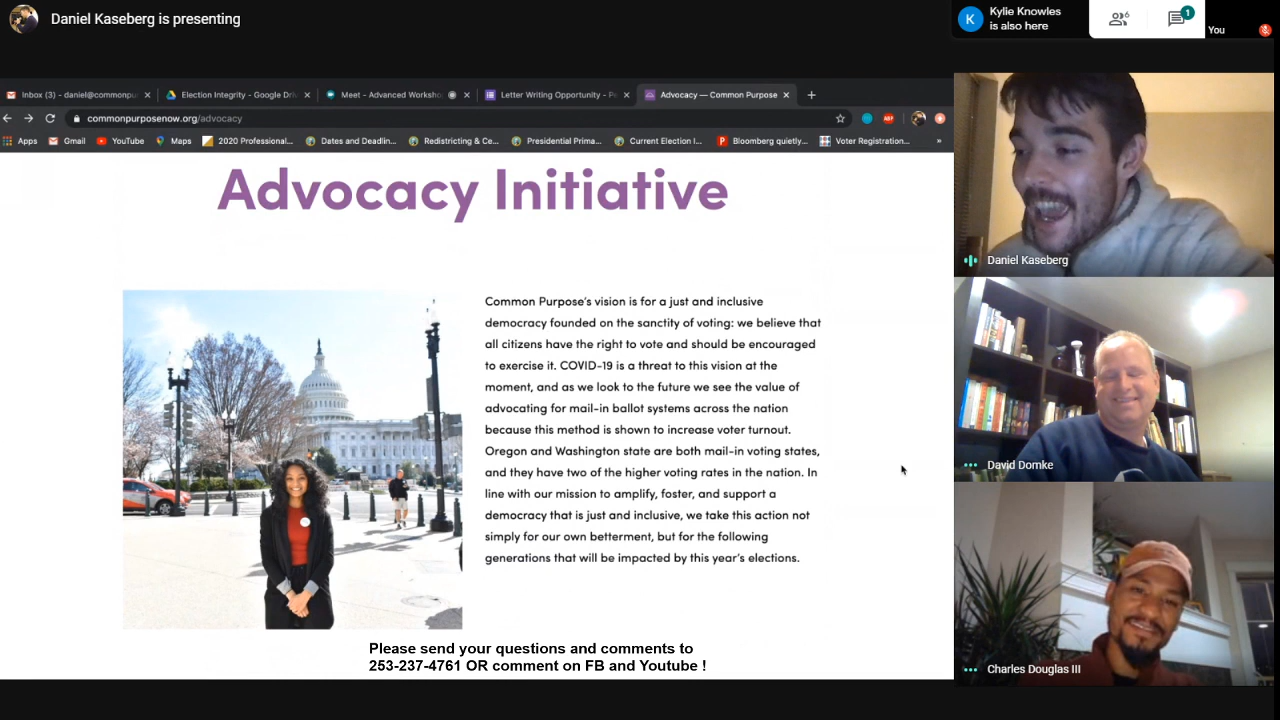 Daniel Kaseberg is presenting
K
Kylie Knowles
is also here
6
1
You
Inbox (3) - daniel@commonpu
Election Integrity - Google Dri
Meet - Advanced Worksho
Letter Writing Opportunity - P
Advocacy — Common Purpose
commonpurposenow.org/advocacy
ABP
Apps
Gmail
YouTube
Maps
2020 Professional...
Dates and Deadlin...
Redistricting & Ce...
Presidential Prima...
Current Election I...
Bloomberg quietly...
Voter Registration...
»
Advocacy Initiative
Common Purpose's vision is for a just and inclusive
democracy founded on the sanctity of voting: we believe that
all citizens have the right to vote and should be encouraged
to exercise it. COVID-19 is a threat to this vision at the
moment, and as we look to the future we see the value of
advocating for mail-in ballot systems across the nation
because this method is shown to increase voter turnout.
Oregon and Washington state are both mail-in voting states,
and they have two of the higher voting rates in the nation. In
line with our mission to amplify, foster, and support a
democracy that is just and inclusive, we take this action not
simply for our own betterment, but for the following
generations that will be impacted by this year's elections.
Please send your questions and comments to
253-237-4761 OR comment on FB and Youtube !
Daniel Kaseberg
David Domke
Charles Douglas III